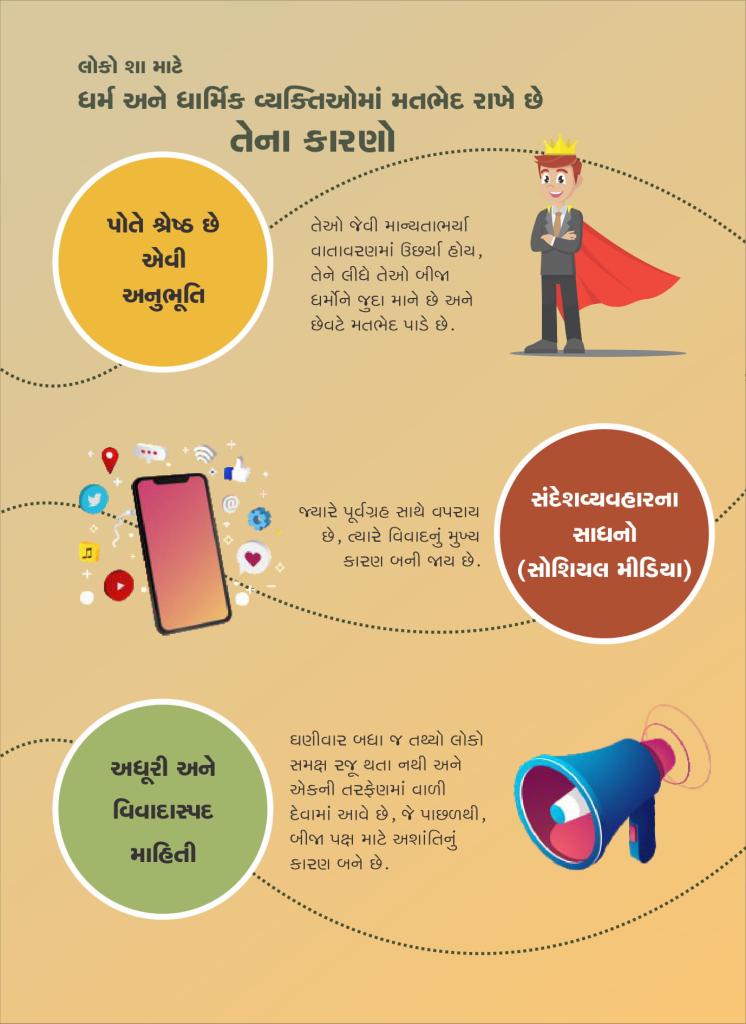 લોકો શા માટે
ધર્મ અને ધાર્મિક વ્યક્તિઓમાં મતભેદ રાખે છે
તેના કારણો
પોતે શ્રેષ્ઠ છે
એવી
અનુભૂતિ
તેઓ જેવી માન્યતાભર્યા
વાતાવરણમાં ઉછર્યા હોય,
તેને લીધે તેઓ બીજા
ધર્મોને જુદા માને છે અને
છેવટે મતભેદ પાડે છે.
જ્યારે પૂર્વગ્રહ સાથે વપરાય
છે, ત્યારે વિવાદનું મુખ્ય
કારણ બની જાય છે.
સંદેશવ્યવહારના
સાધનો
(સોશિયલ મીડિયા)
અધૂરી અને
વિવાદાસ્પદ
માહિતી
ઘણીવાર બધા જ તથ્યો લોકો
સમક્ષ રજૂ થતા નથી અને
એકની તરફેણમાં વાળી
દેવામાં આવે છે, જે પાછળથી,
બીજા પક્ષ માટે અશાંતિનું
કારણ બને છે.